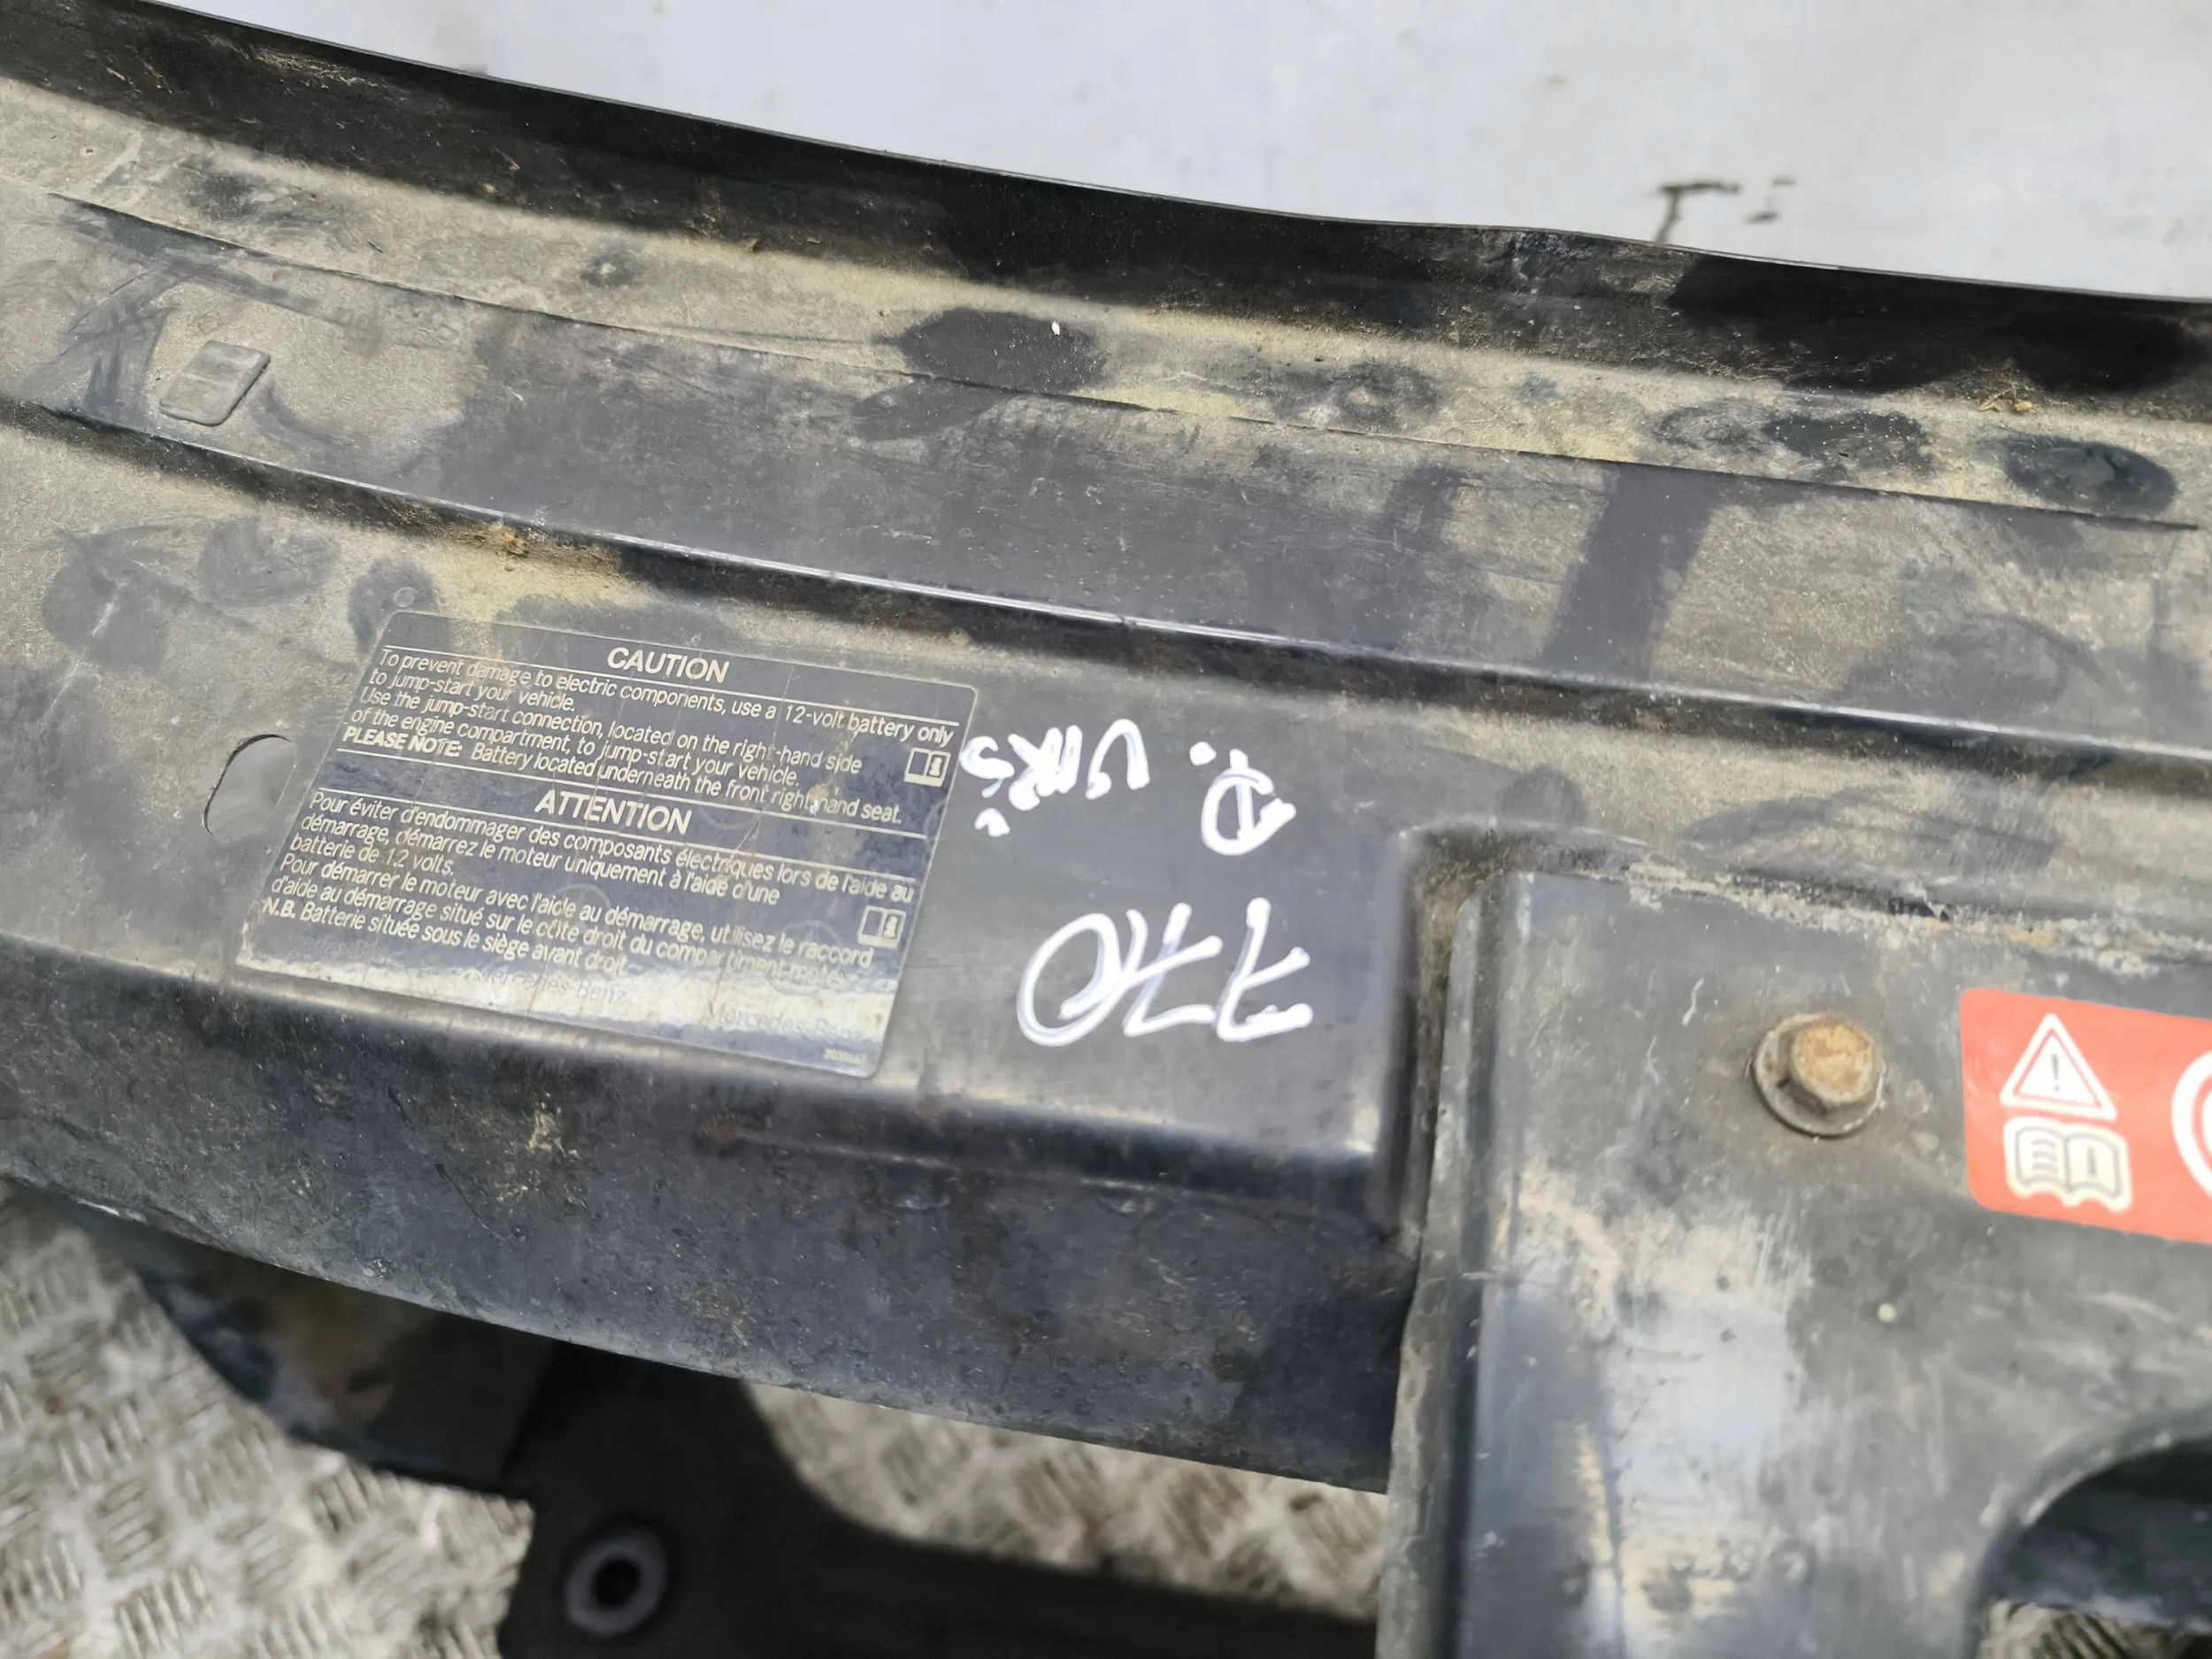 CAUTION
To prevent damage to electric components, use a 12-volt battery only
to jump-start your vehicle.
Use the jump-start connection, located on the right-hand side
of the engine compartment, to jump-start your vehicle.
PLEASE NOTE: Battery located underneath the front right-hand seat.
ATTENTION
Pour éviter d'endommager des composants électriques lors de l'aide au
démarrage, démarrez le moteur uniquement à l'aide d'une
batterie de 12 volts.
Pour démarrer le moteur avec l'aide au démarrage, utilisez le raccord
d'aide au démarrage situé sur le côté droit du compartiment moteur.
N.B. Batterie située sous le siège avant droit.
Mercedes-Benz
Mercedes-Benz
770